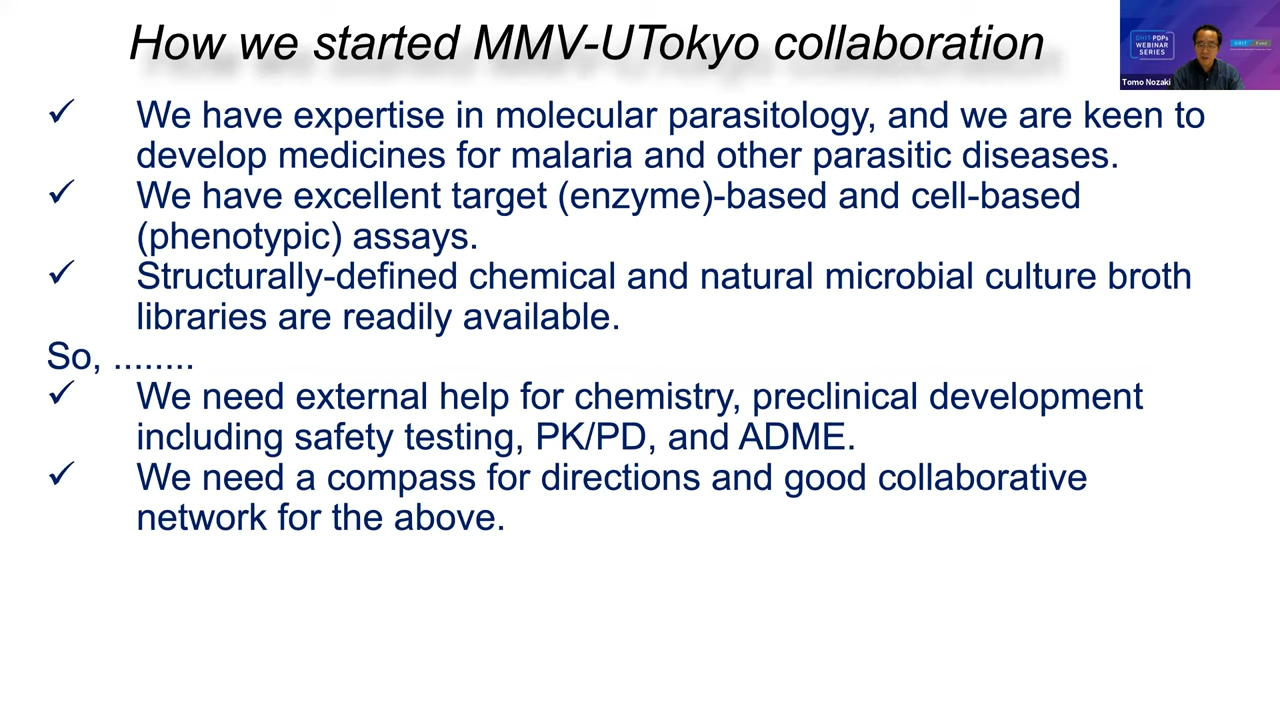 How we started MMV-UTokyo collaboration
GHIT·PDPs
WEBINAR
SERIES
Tomo Nozaki
✓ We have expertise in molecular parasitology, and we are keen to
develop medicines for malaria and other parasitic diseases.
✓ We have excellent target (enzyme)-based and cell-based
(phenotypic) assays.
✓ Structurally-defined chemical and natural microbial culture broth
libraries are readily available.
So, ........
✓ We need external help for chemistry, preclinical development
including safety testing, PK/PD, and ADME.
✓ We need a compass for directions and good collaborative
network for the above.